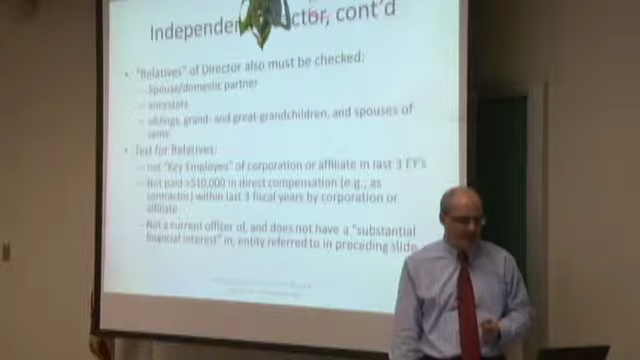 Independent Director, cont'd
• "Relatives" of Director also must be checked:
– Spouse/domestic partner
– ancestors
– siblings, grand- and great-grandchildren, and spouses of
same
• Test for Relatives:
– not "Key Employee" of corporation or affiliate in last 3 FY's
– Not paid >$10,000 in direct compensation (e.g., as
contractor) within last 3 fiscal years by corporation or
affiliate
– Not a current officer of, and does not have a "substantial
financial interest" in, entity referred to in preceding slide